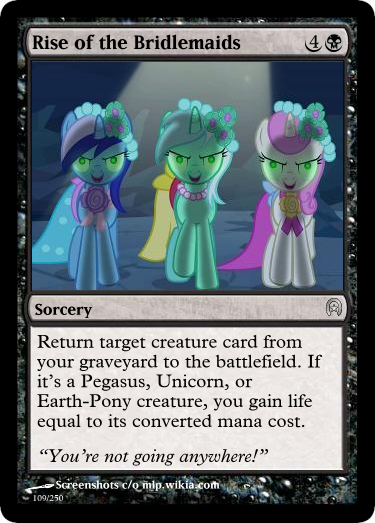 Rise of the Bridlemaids 4
Sorcery
Return target creature card from
your graveyard to the battlefield. If
it's a Pegasus, Unicorn, or
Earth-Pony creature, you gain life
equal to its converted mana cost.
“You're not going anywhere!”
Screenshots c/o mlp.wikia.com
109/250